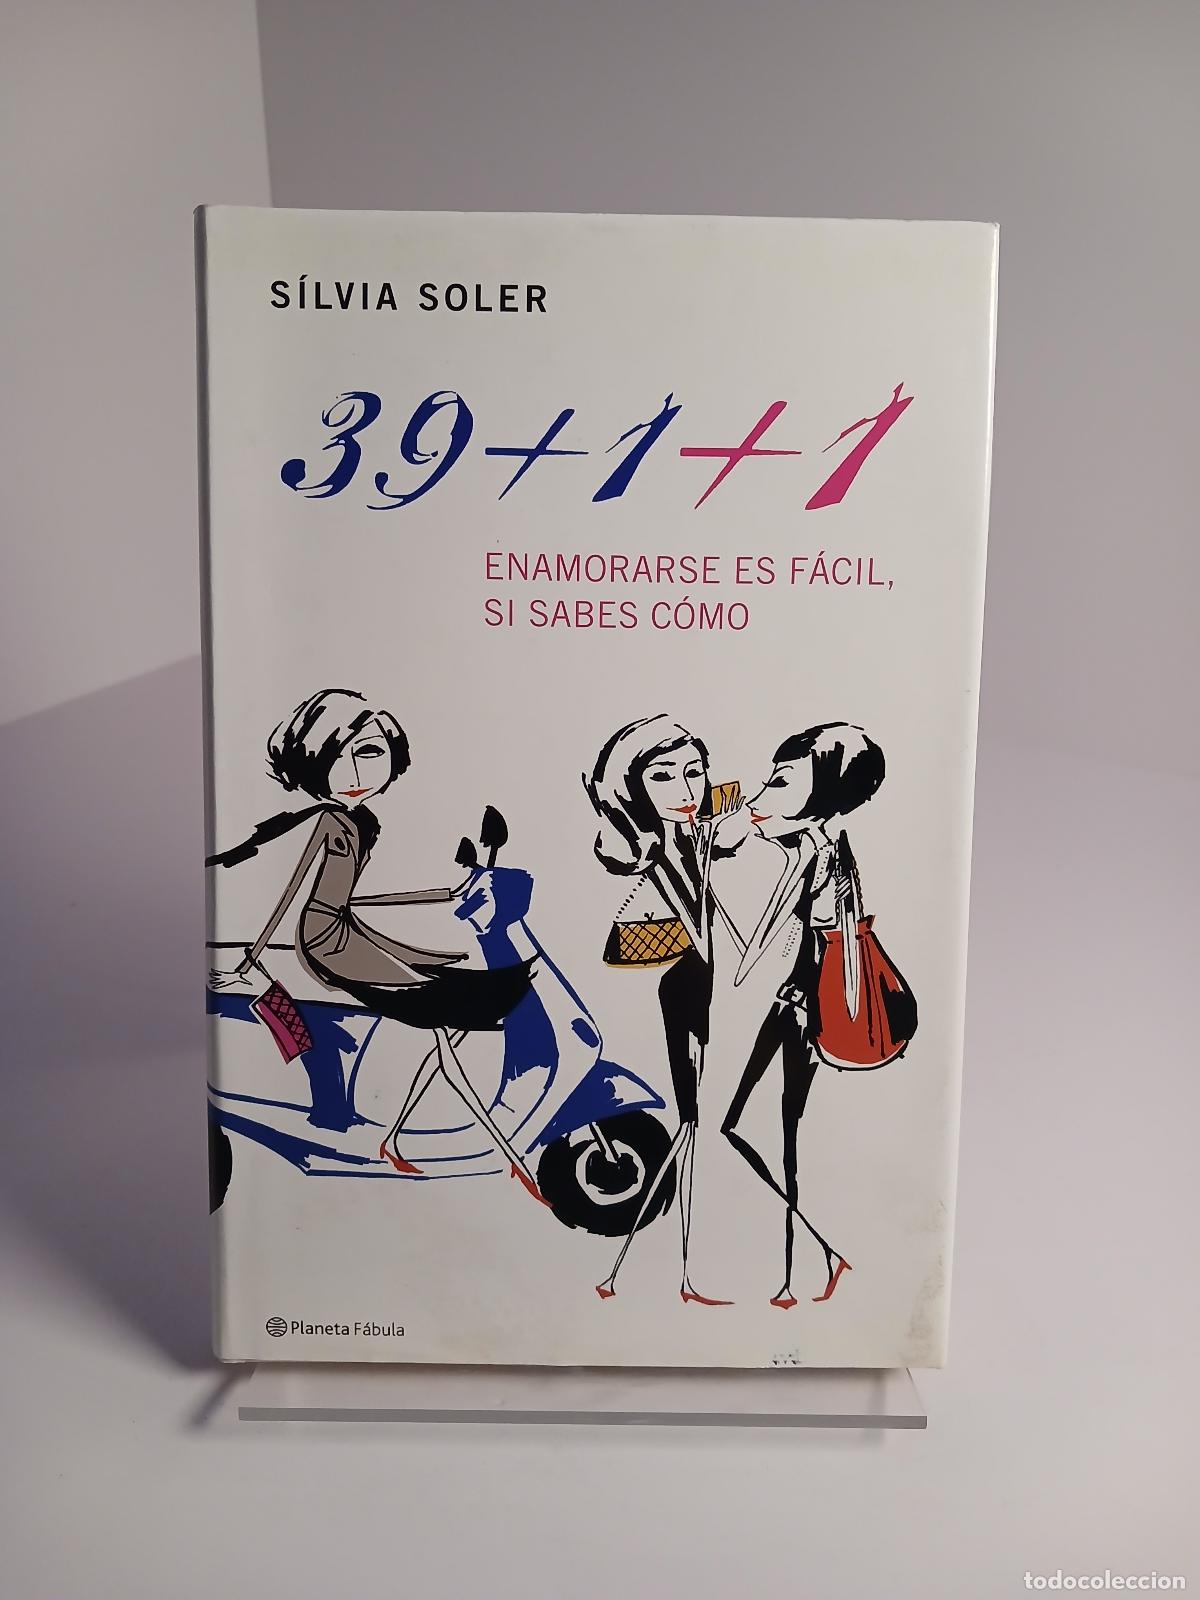 SÍLVIA SOLER
39+1+1
ENAMORARSE ES FÁCIL,
SI SABES CÓMO
Planeta Fábula
todocoleccion